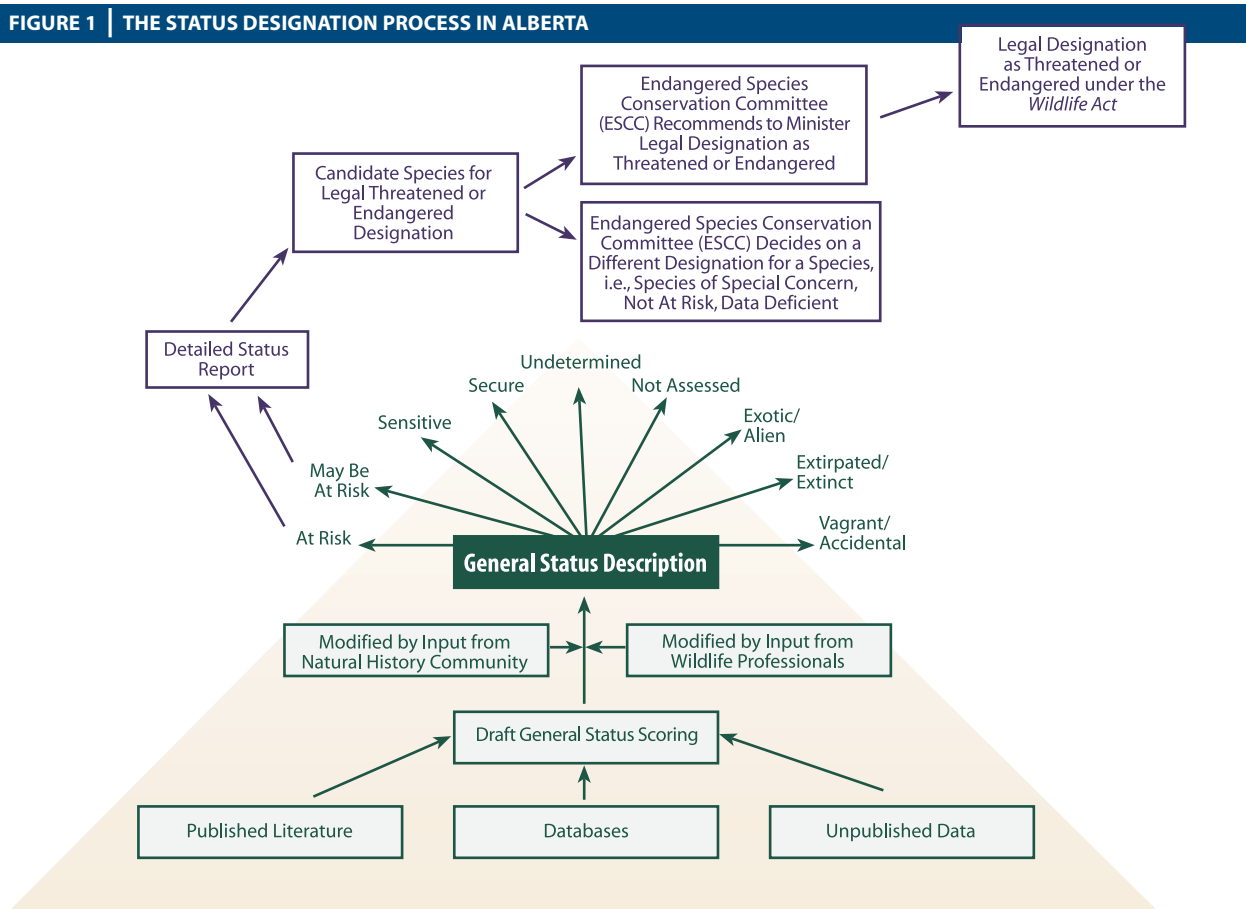 FIGURE 1 | THE STATUS DESIGNATION PROCESS IN ALBERTA
Legal Designation
as Threatened or
Endangered under the
Wildlife Act
Endangered Species
Conservation Committee
(ESCC) Recommends to Minister
Legal Designation as
Threatened or Endangered
Candidate Species for
Legal Threatened or
Endangered
Designation
Endangered Species Conservation
Committee (ESCC) Decides on a
Different Designation for a Species,
i.e., Species of Special Concern,
Not At Risk, Data Deficient
Detailed Status
Report
Undetermined
Secure
Not Assessed
Sensitive
Exotic/
Alien
May Be
At Risk
Extirpated/
Extinct
At Risk
Vagrant/
Accidental
General Status Description
Modified by Input from
Natural History Community
Modified by Input from
Wildlife Professionals
Draft General Status Scoring
Published Literature
Databases
Unpublished Data